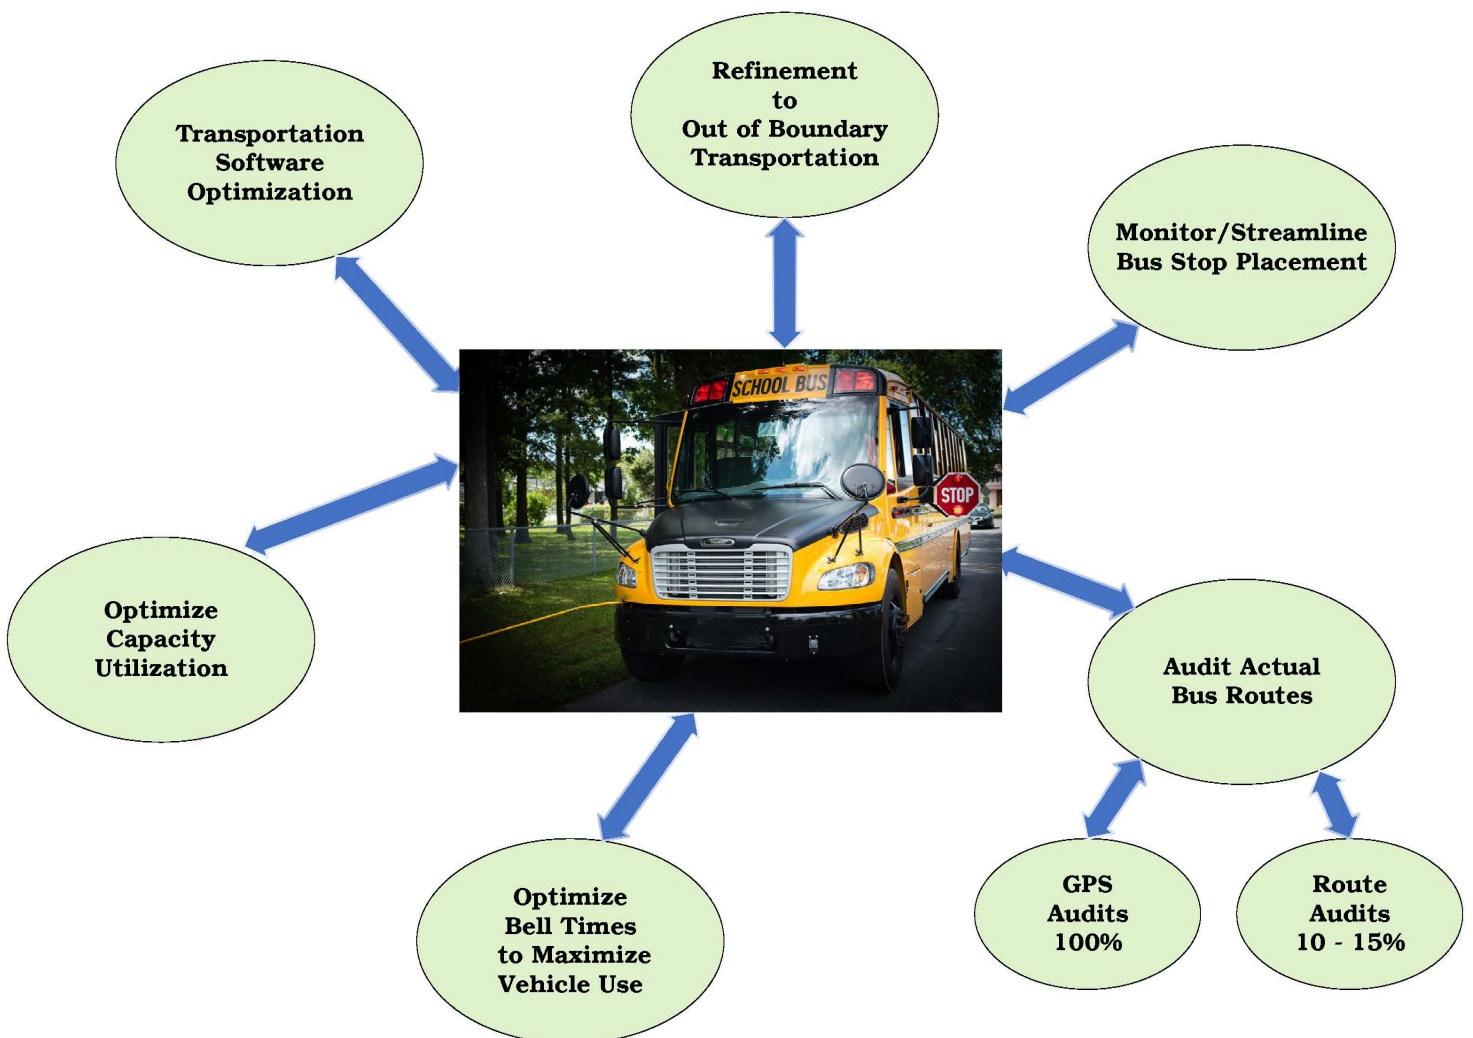 Refinement
to
Out of Boundary
Transportation
Transportation
Software
Optimization
Monitor/Streamline
Bus Stop Placement
SCHOOL BUS
STOP
Optimize
Capacity
Utilization
Audit Actual
Bus Routes
Optimize
Bell Times
to Maximize
Vehicle Use
GPS
Audits
100%
Route
Audits
10 - 15%